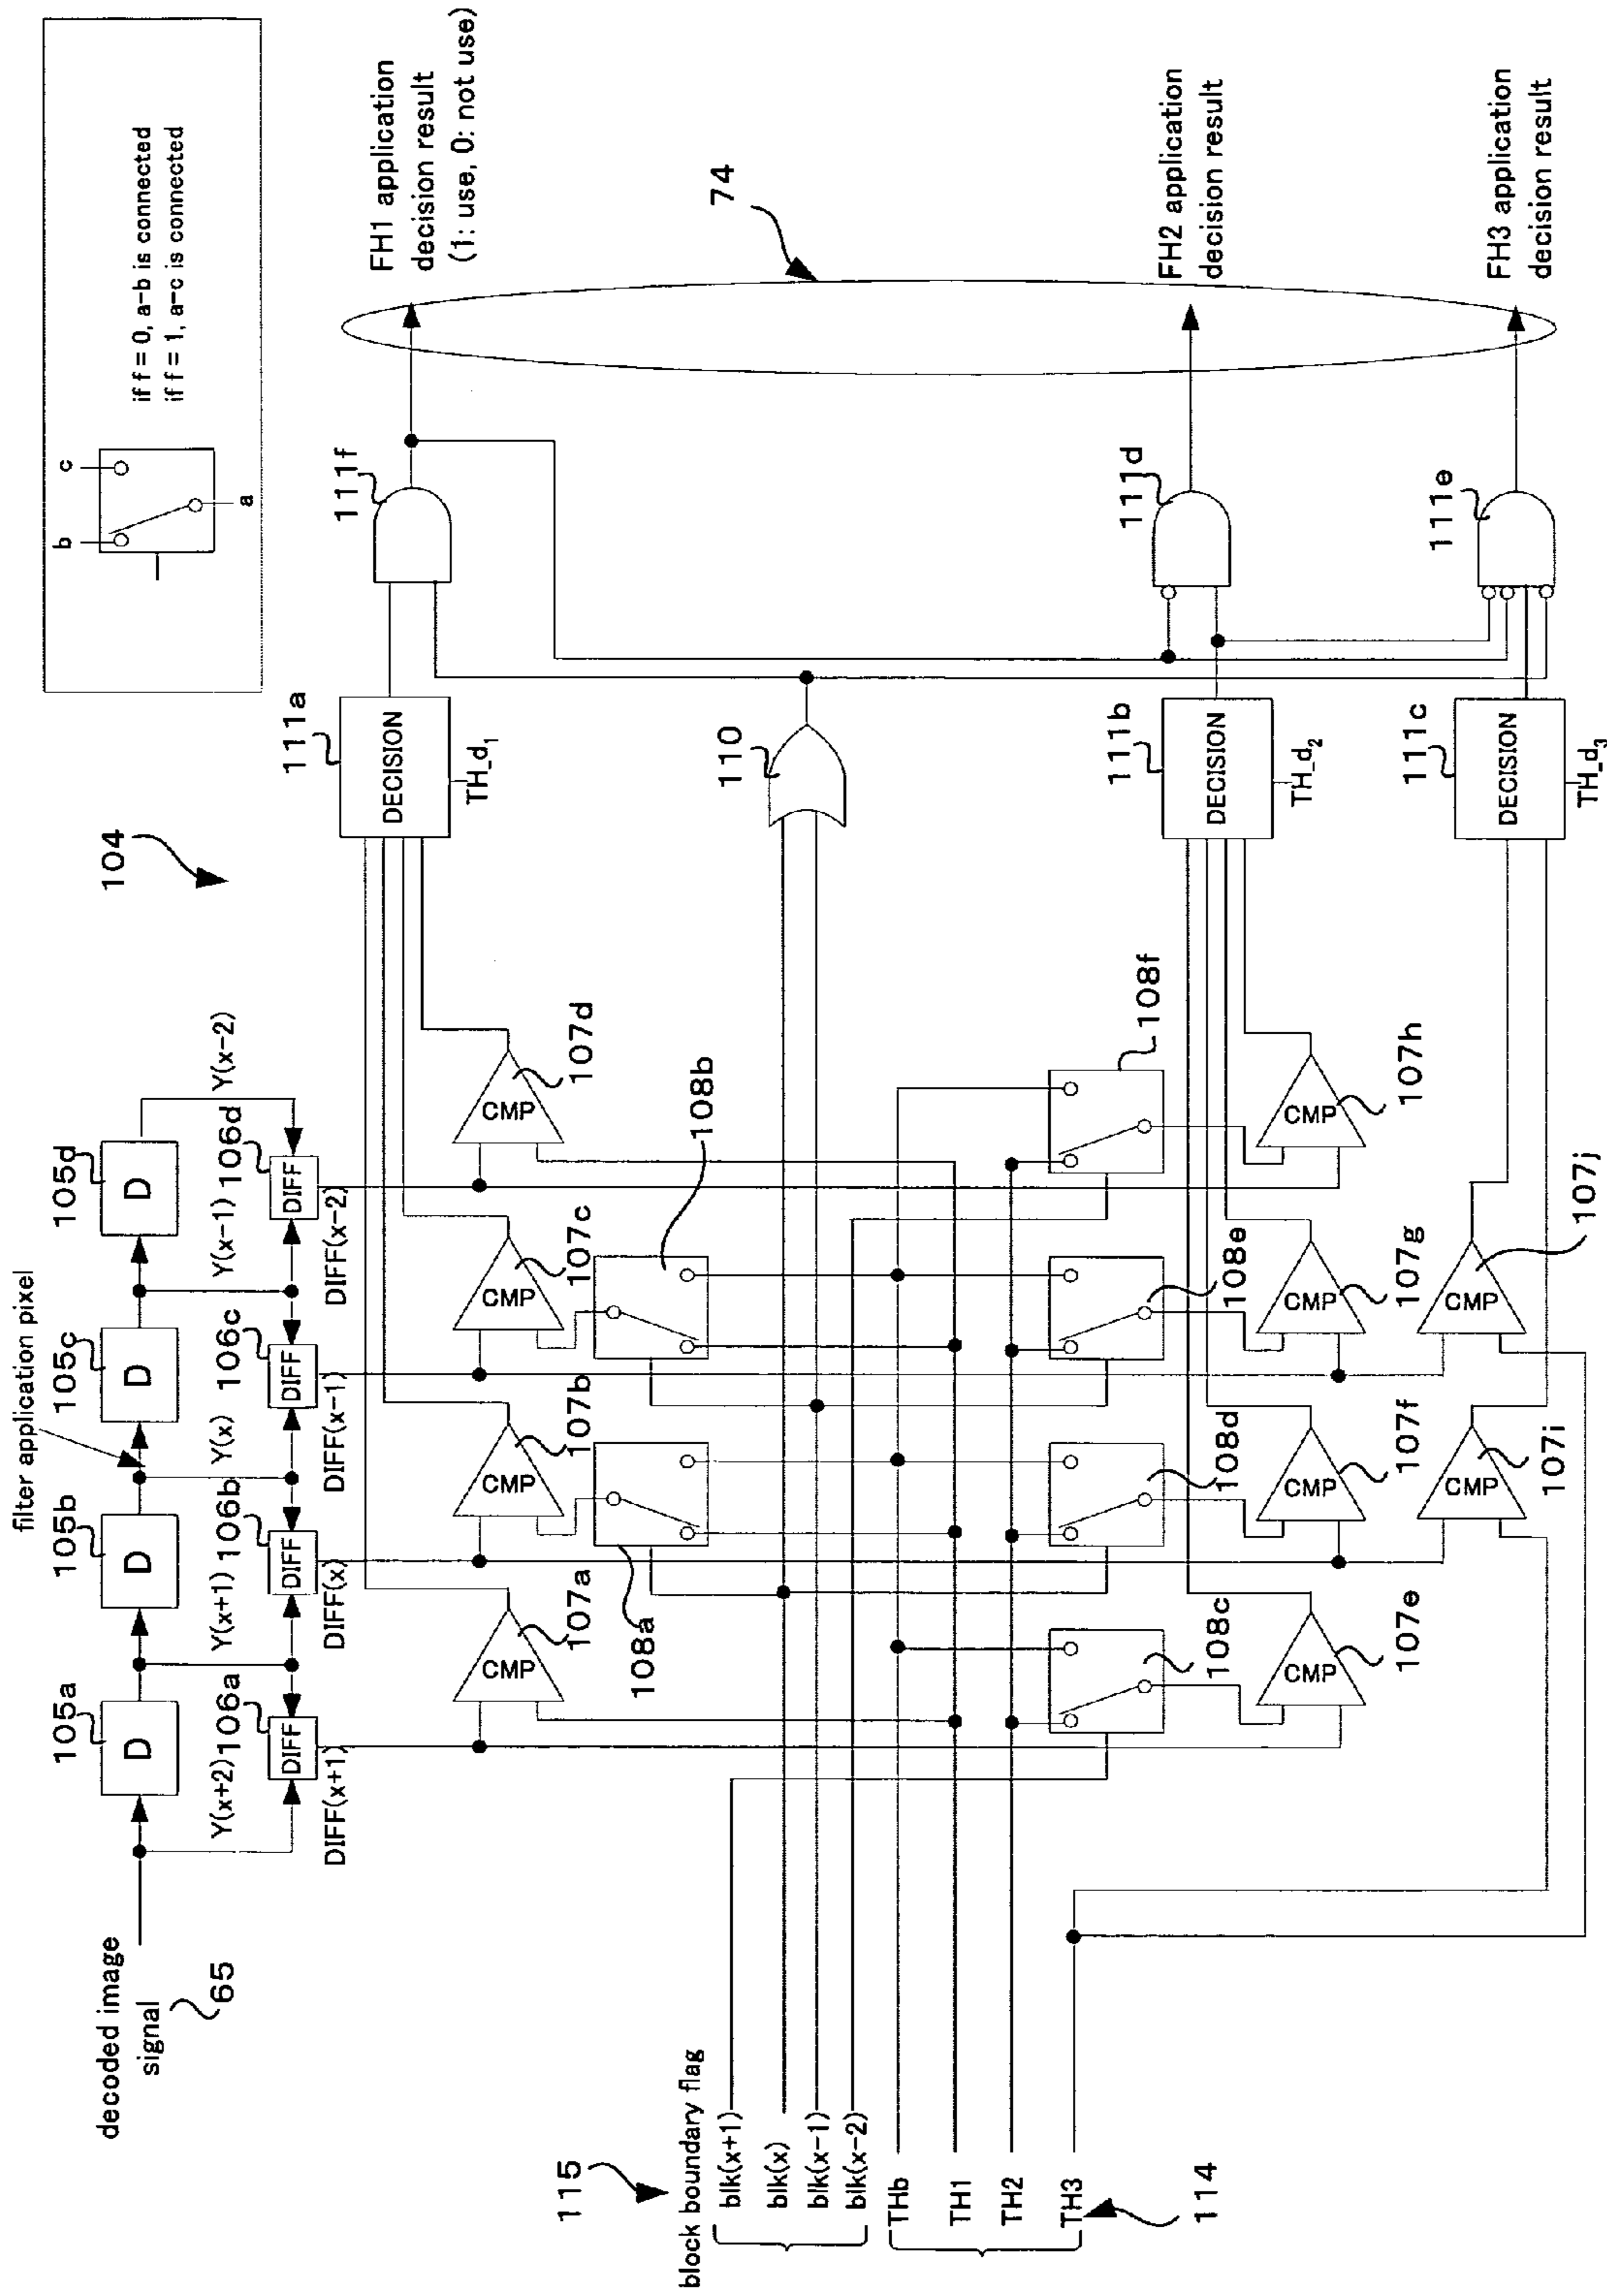 decoded image
signal
65
filter application pixel
105a
105b
105c
105d
D
D
D
D
Y(x+2)
Y(x+1)
Y(x)
Y(x-1)
Y(x-2)
106a
106b
106c
106d
DIFF
DIFF
DIFF
DIFF
DIFF(x+1)
DIFF(x)
DIFF(x-1)
DIFF(x-2)
104
b
c
a
if f = 0, a-b is connected
if f = 1, a-c is connected
CMP
CMP
CMP
CMP
107a
107b
107c
107d
108a
108b
111a
DECISION
TH_d1
111f
FH1 application
decision result
(1: use, 0: not use)
115
block boundary flag
blk(x+1)
blk(x)
blk(x-1)
blk(x-2)
110
74
THb
TH1
TH2
TH3
114
108c
108d
108e
108f
CMP
CMP
CMP
CMP
107e
107f
107g
107h
111b
DECISION
TH_d2
111d
FH2 application
decision result
CMP
CMP
107i
107j
111c
DECISION
TH_d3
111e
FH3 application
decision result